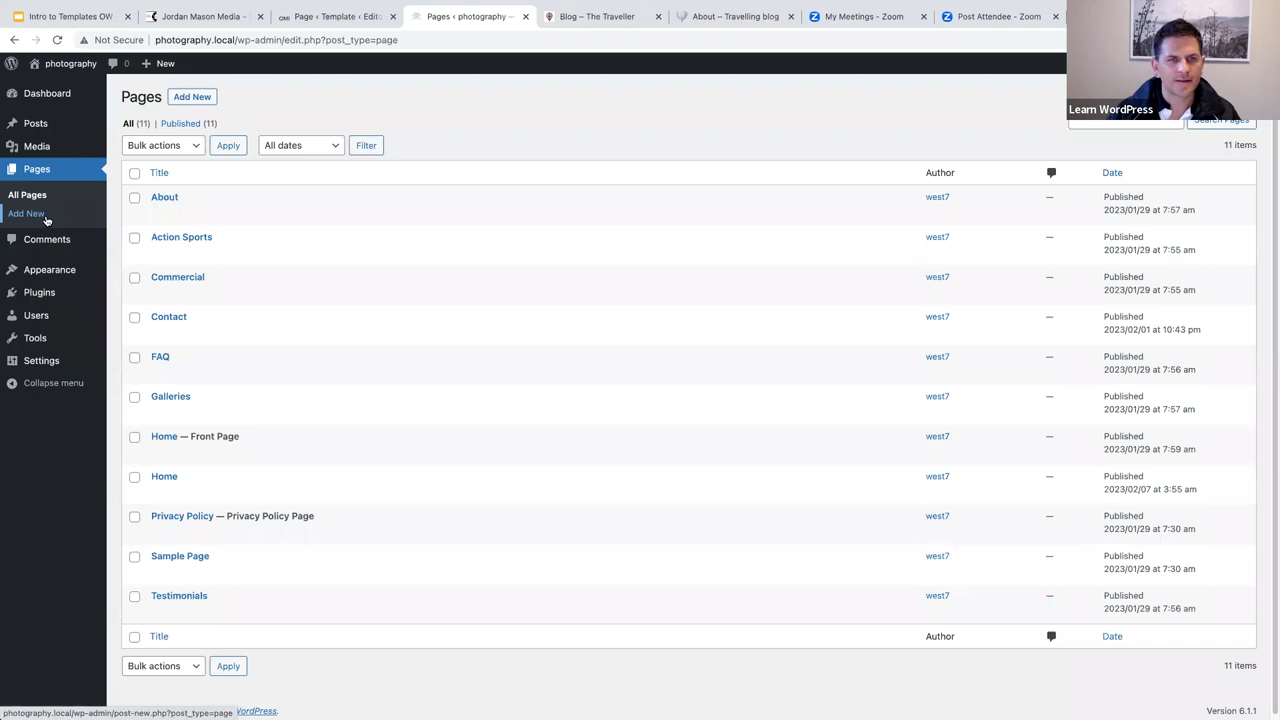 Intro to Templates OW
Jordan Mason Media –
OMI
Page ‹ Template ‹ Edito
Pages ‹ photography —
Blog – The Traveller
About – Travelling blog
My Meetings - Zoom
Post Attendee - Zoom
Not Secure
photography.local/wp-admin/edit.php?post_type=page
photography
0
New
Learn WordPress
Dashboard
Posts
Media
Pages
All Pages
Add New
Comments
Appearance
Plugins
Users
Tools
Settings
Collapse menu
Pages
Add New
All (11) | Published (11)
Search Pages
Bulk actions
Apply
All dates
Filter
11 items
Title
Author
Date
About
west7
—
Published
2023/01/29 at 7:57 am
Action Sports
west7
—
Published
2023/01/29 at 7:55 am
Commercial
west7
—
Published
2023/01/29 at 7:55 am
Contact
west7
—
Published
2023/02/01 at 10:43 pm
FAQ
west7
—
Published
2023/01/29 at 7:56 am
Galleries
west7
—
Published
2023/01/29 at 7:57 am
Home — Front Page
west7
—
Published
2023/01/29 at 7:59 am
Home
west7
—
Published
2023/02/07 at 3:55 am
Privacy Policy — Privacy Policy Page
west7
—
Published
2023/01/29 at 7:30 am
Sample Page
west7
—
Published
2023/01/29 at 7:30 am
Testimonials
west7
—
Published
2023/01/29 at 7:56 am
Title
Author
Date
Bulk actions
Apply
11 items
photography.local/wp-admin/post-new.php?post_type=page
WordPress.
Version 6.1.1